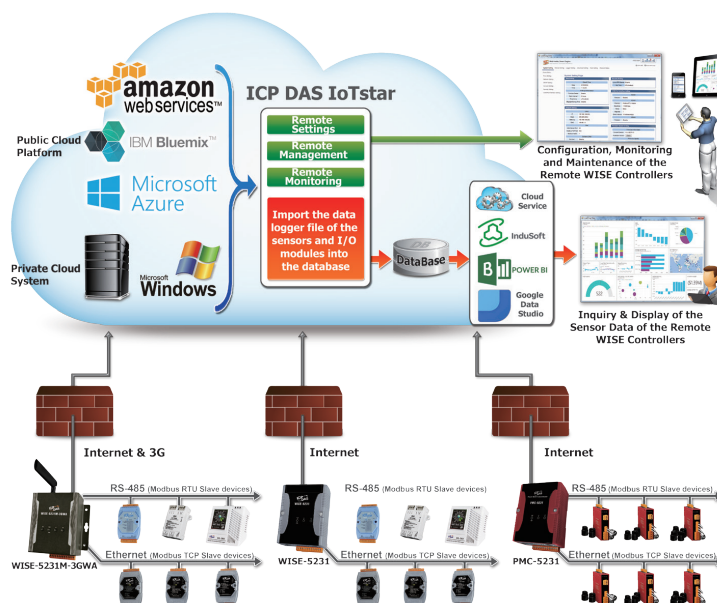 amazon
web services™
Public Cloud
Platform
IBM Bluemix™
Microsoft
Azure
Private Cloud
System
Microsoft
Windows
ICP DAS IoTstar
Remote
Settings
Remote
Management
Remote
Monitoring
Import the data
logger file of the
sensors and I/O
modules into
the database
DB
DataBase
Cloud
Service
InduSoft
POWER BI
Google
Data
Studio
Configuration, Monitoring
and Maintenance of the
Remote WISE Controllers
Inquiry & Display of the
Sensor Data of the Remote
WISE Controllers
Internet & 3G
Internet
Internet
RS-485 (Modbus RTU Slave devices)
RS-485 (Modbus RTU Slave devices)
RS-485 (Modbus RTU Slave devices)
Ethernet (Modbus TCP Slave devices)
Ethernet (Modbus TCP Slave devices)
Ethernet (Modbus TCP Slave devices)
WISE-5231M-3GWA
WISE-5231
PMC-5231